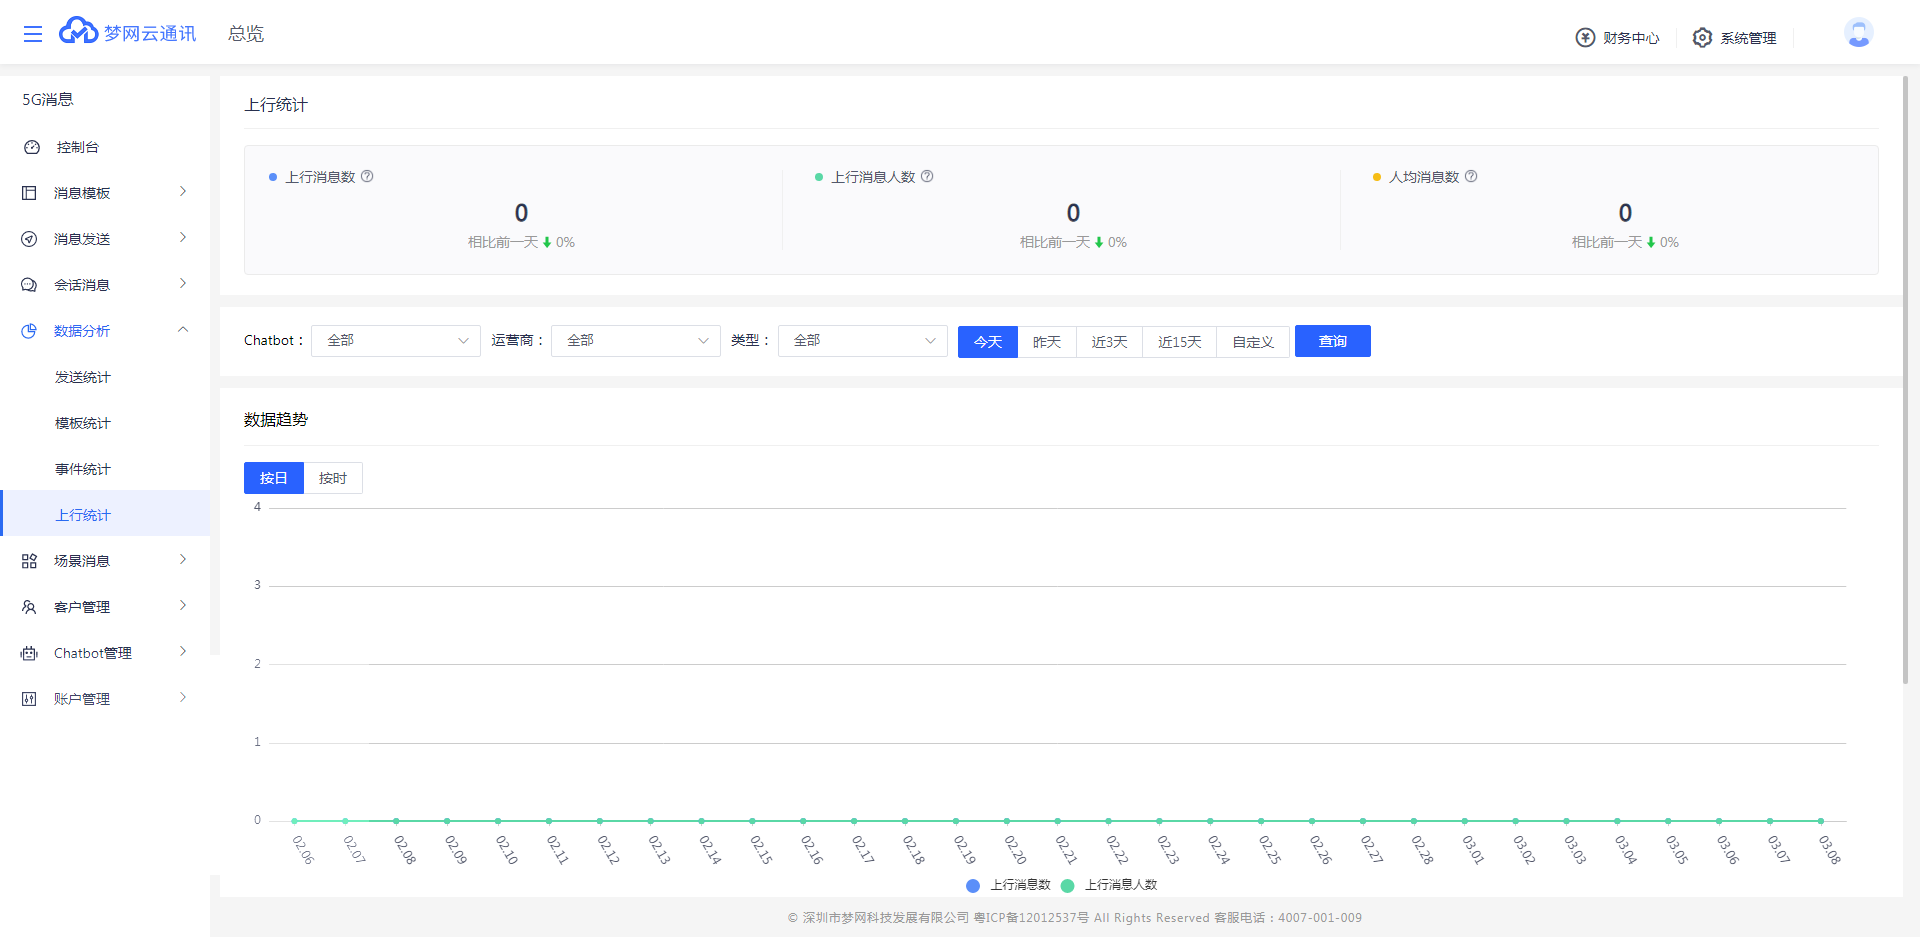 梦网云通讯 总览 财务中心 系统管理
5G消息
控制台
消息模板
消息发送
会话消息
数据分析
发送统计
模板统计
事件统计
上行统计
场景消息
客户管理
Chatbot管理
账户管理
上行统计
上行消息数 上行消息人数 人均消息数
0 0 0
相比前一天 0% 相比前一天 0% 相比前一天 0%
Chatbot： 全部 运营商： 全部 类型： 全部 今天 昨天 近3天 近15天 自定义 查询
数据趋势
按日 按时
4
3
2
1
0
02.06 02.07 02.08 02.09 02.10 02.11 02.12 02.13 02.14 02.15 02.16 02.17 02.18 02.19 02.20 02.21 02.22 02.23 02.24 02.25 02.26 02.27 02.28 03.01 03.02 03.03 03.04 03.05 03.06 03.07 03.08
上行消息数 上行消息人数
© 深圳市梦网科技发展有限公司 粤ICP备12012537号 All Rights Reserved 客服电话：4007-001-009